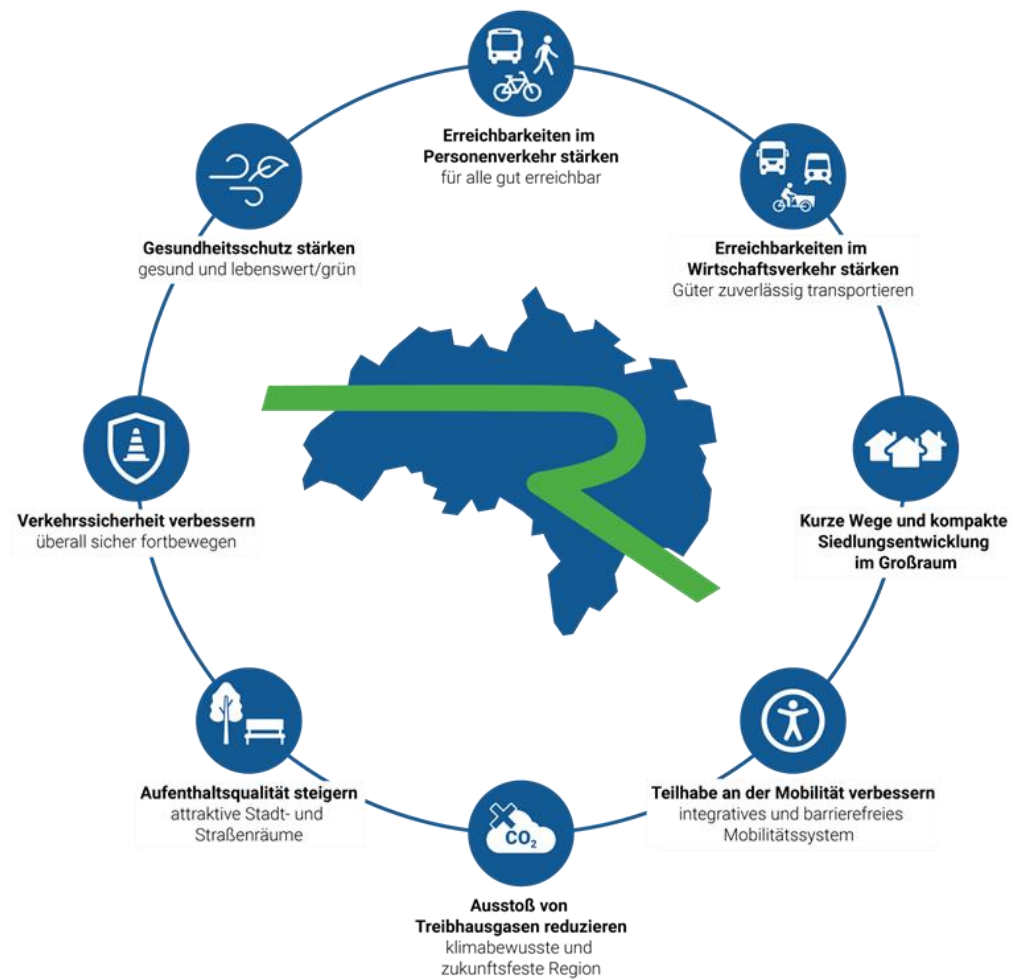 Erreichbarkeiten im
Personenverkehr stärken
für alle gut erreichbar
Erreichbarkeiten im
Wirtschaftsverkehr stärken
Güter zuverlässig transportieren
Kurze Wege und kompakte
Siedlungsentwicklung
im Großraum
Teilhabe an der Mobilität verbessern
integratives und barrierefreies
Mobilitätssystem
CO₂
Ausstoß von
Treibhausgasen reduzieren
klimabewusste und
zukunftsfeste Region
Aufenthaltsqualität steigern
attraktive Stadt- und
Straßenräume
Verkehrssicherheit verbessern
überall sicher fortbewegen
Gesundheitsschutz stärken
gesund und lebenswert/grün